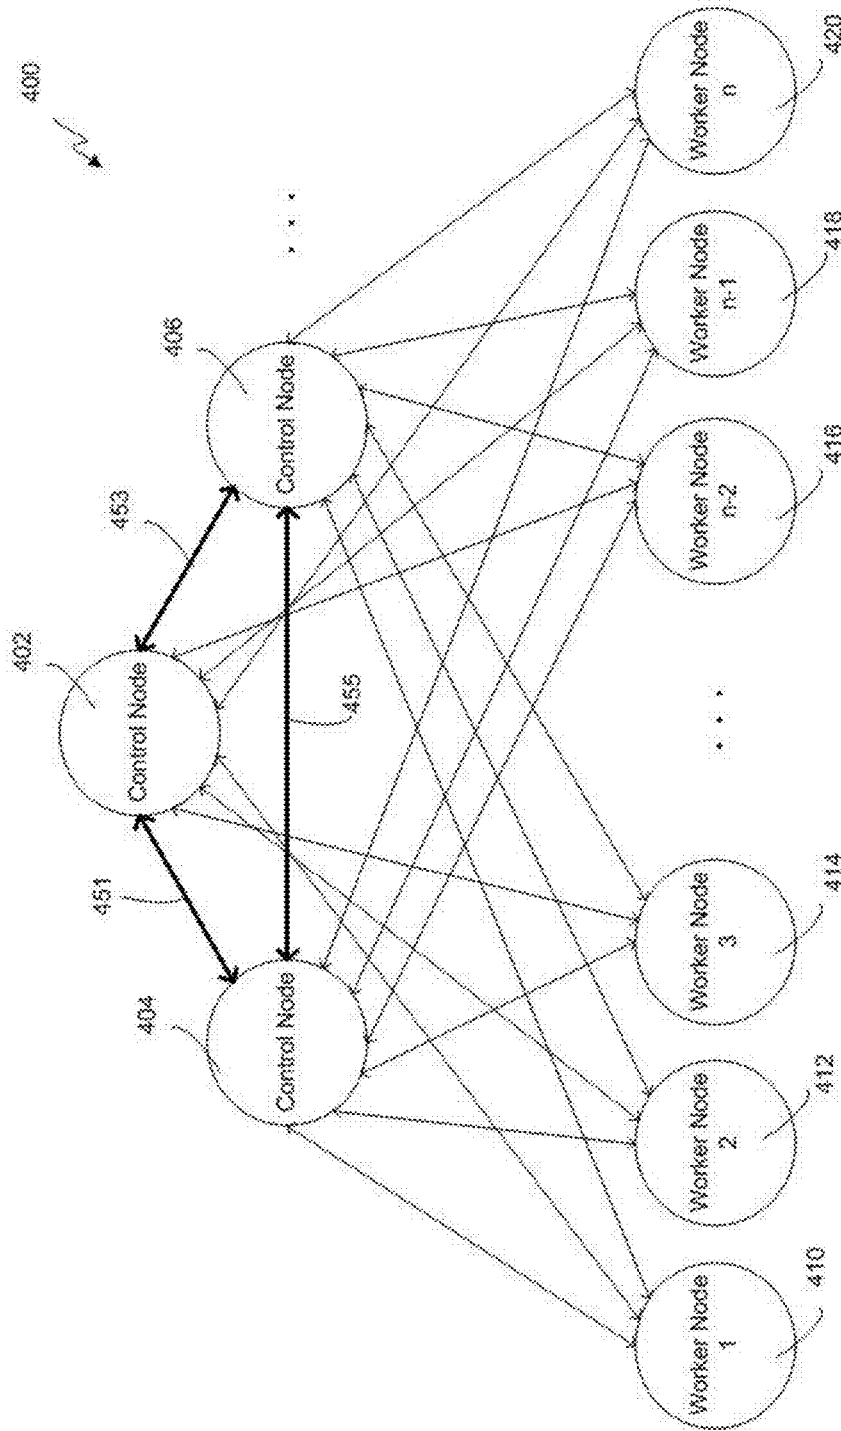 400
402
Control Node
451
453
404
Control Node
406
Control Node
. . .
455
Worker Node
1
410
Worker Node
2
412
Worker Node
3
414
. . .
Worker Node
n-2
416
Worker Node
n-1
418
Worker Node
n
420